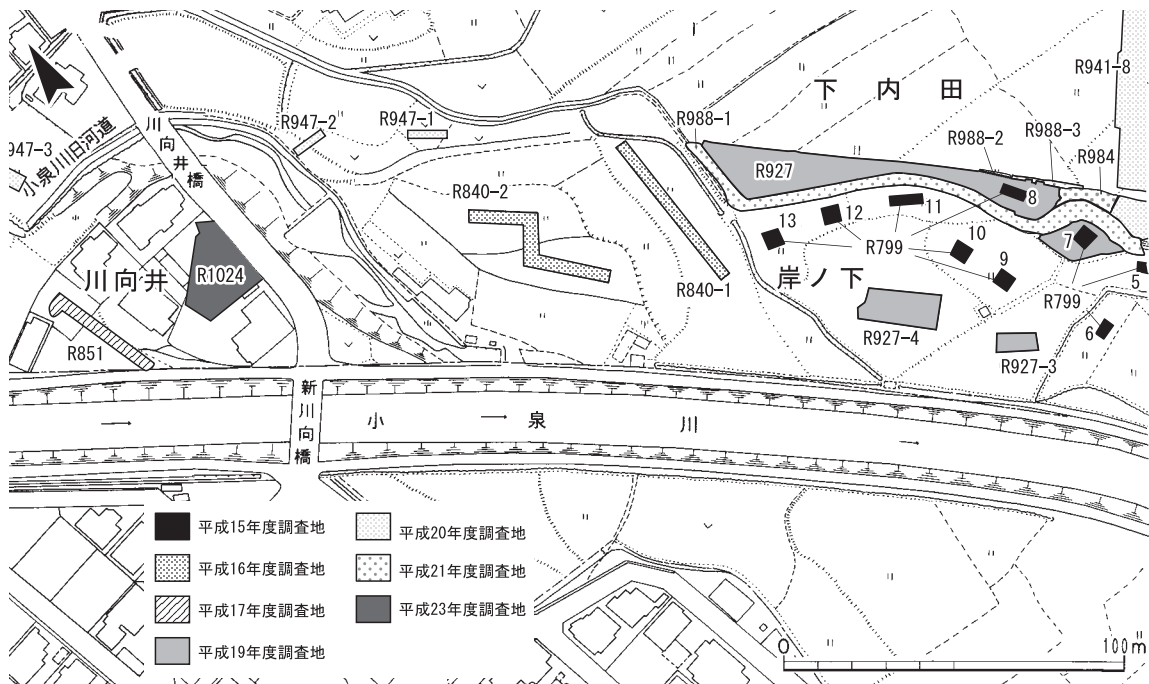 下内田
R941-8
R988-1
R988-2
R988-3
R984
R927
R947-2
R947-1
947-3
小泉川旧河道
川向井橋
R840-2
R840-1
8
11
12
13
10
9
7
5
6
R799
R799
岸ノ下
R927-4
R927-3
R1024
川向井
R851
新川向橋
小泉川
平成15年度調査地
平成16年度調査地
平成17年度調査地
平成19年度調査地
平成20年度調査地
平成21年度調査地
平成23年度調査地
0
100m